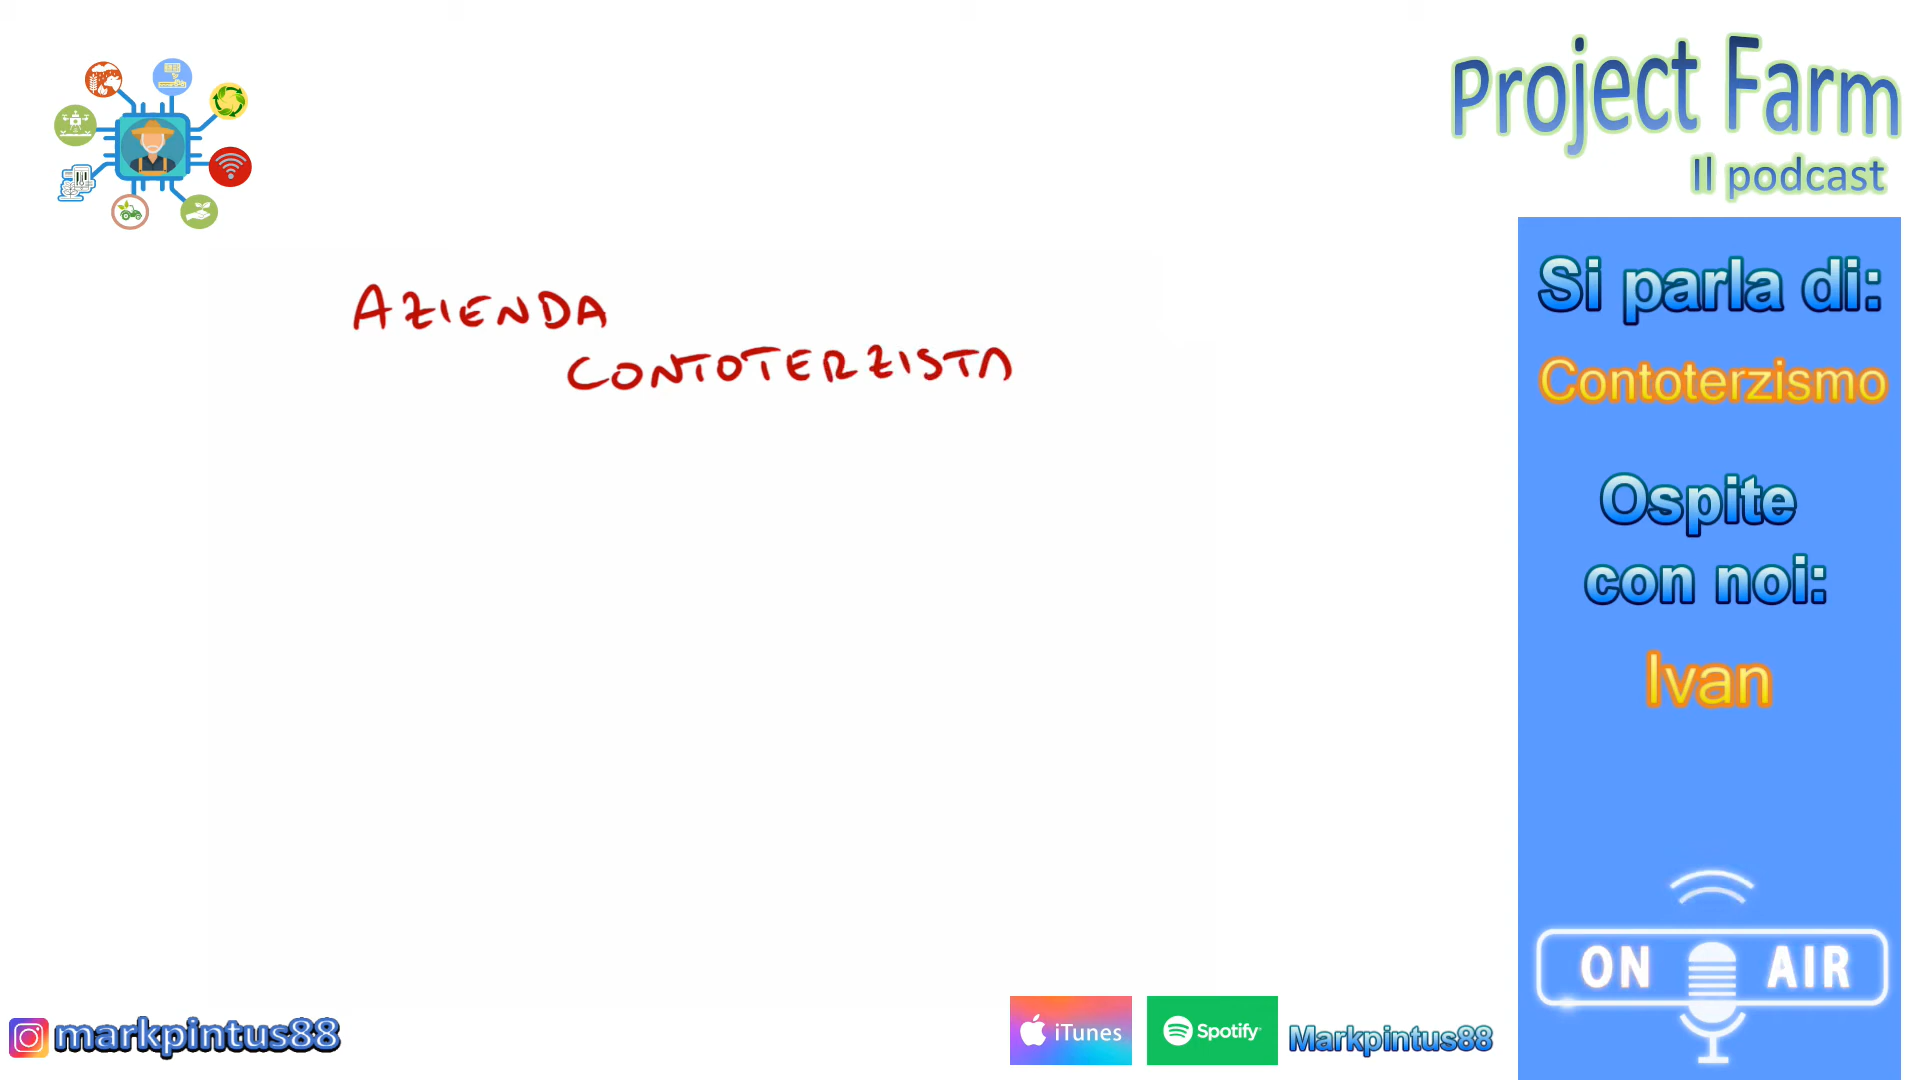 Project Farm
Il podcast
AZIENDA
CONTOTERZISTA
Si parla di:
Contoterzismo
Ospite
con noi:
Ivan
ON AIR
markpintus88
iTunes
Spotify
Markpintus88